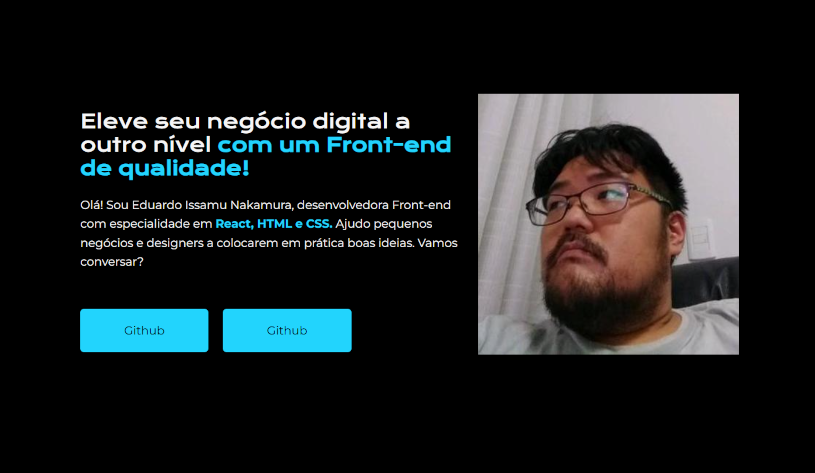 Eleve seu negócio digital a
outro nível com um Front-end
de qualidade!
Olá! Sou Eduardo Issamu Nakamura, desenvolvedora Front-end
com especialidade em React, HTML e CSS. Ajudo pequenos
negócios e designers a colocarem em prática boas ideias. Vamos
conversar?
Github
Github